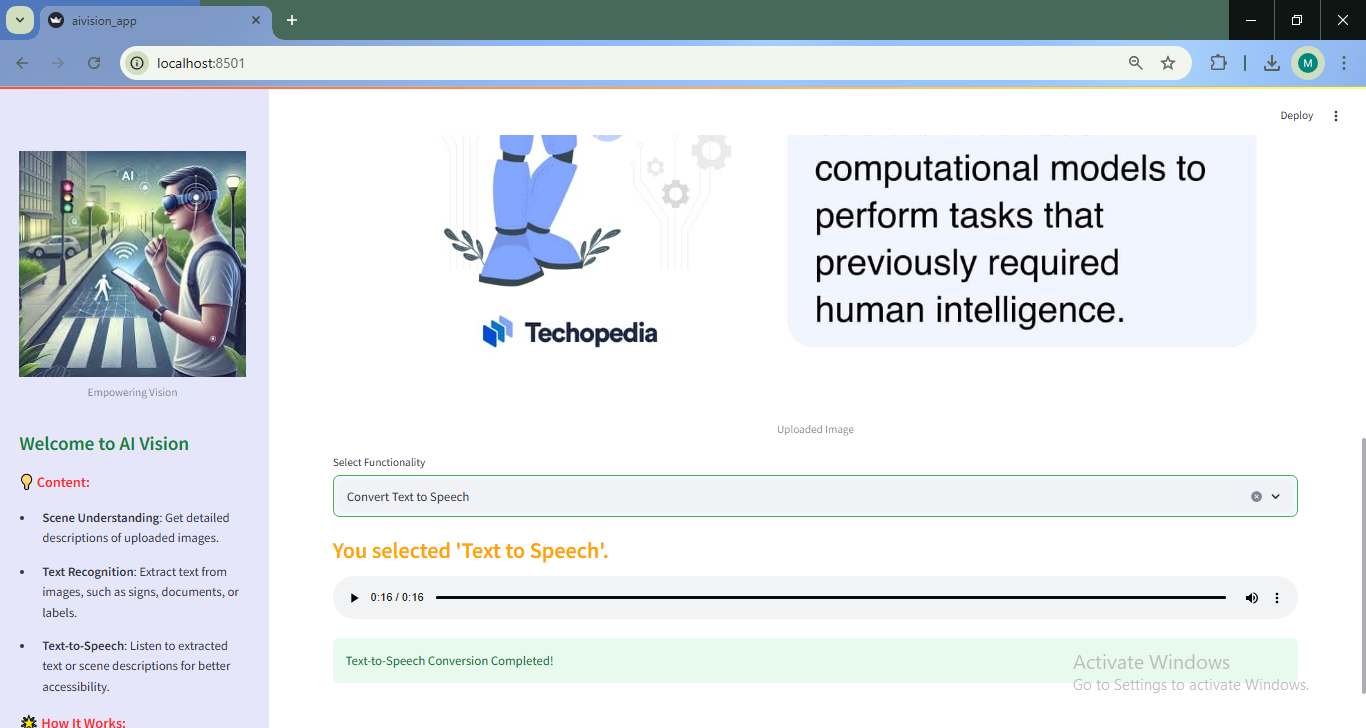 aivision_app
localhost:8501
M
Deploy
AI
Empowering Vision
Welcome to AI Vision
Content:
Scene Understanding: Get detailed
descriptions of uploaded images.
Text Recognition: Extract text from
images, such as signs, documents, or
labels.
Text-to-Speech: Listen to extracted
text or scene descriptions for better
accessibility.
How It Works:
computational models to
perform tasks that
previously required
human intelligence.
Techopedia
Uploaded Image
Select Functionality
Convert Text to Speech
You selected 'Text to Speech'.
0:16 / 0:16
Text-to-Speech Conversion Completed!
Activate Windows
Go to Settings to activate Windows.